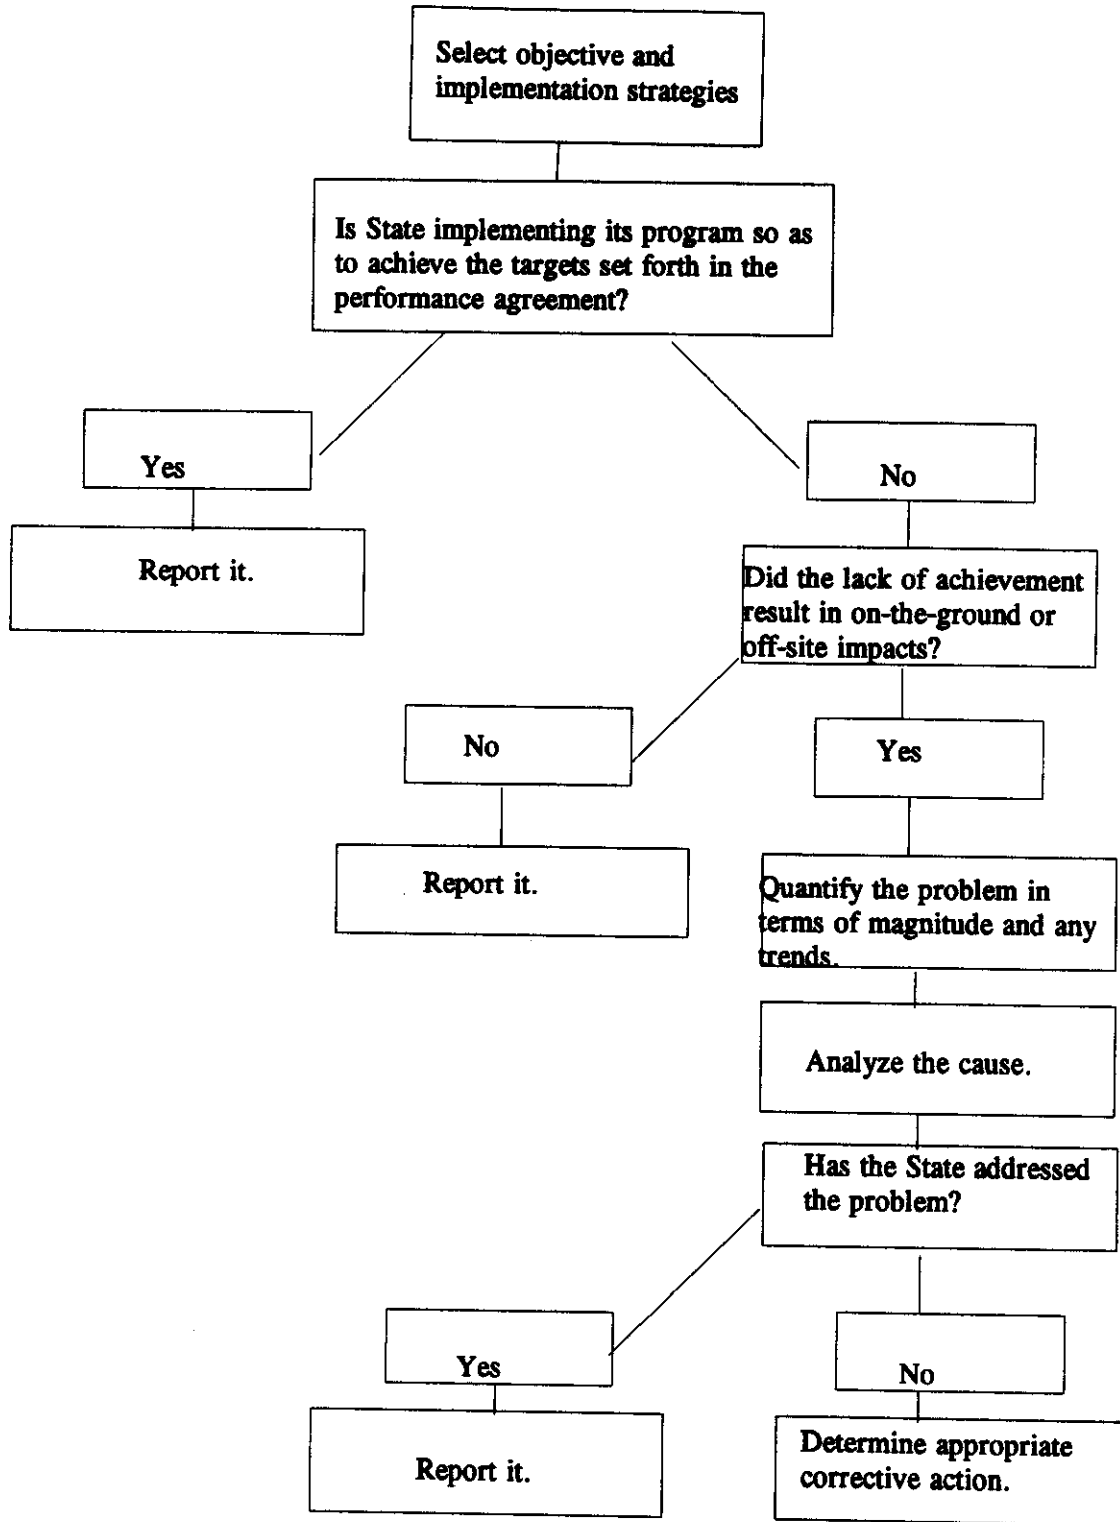 Select objective and
implementation strategies
Is State implementing its program so as
to achieve the targets set forth in the
performance agreement?
Yes
No
Report it.
Did the lack of achievement
result in on-the-ground or
off-site impacts?
No
Yes
Report it.
Quantify the problem in
terms of magnitude and any
trends.
Analyze the cause.
Has the State addressed
the problem?
Yes
No
Report it.
Determine appropriate
corrective action.